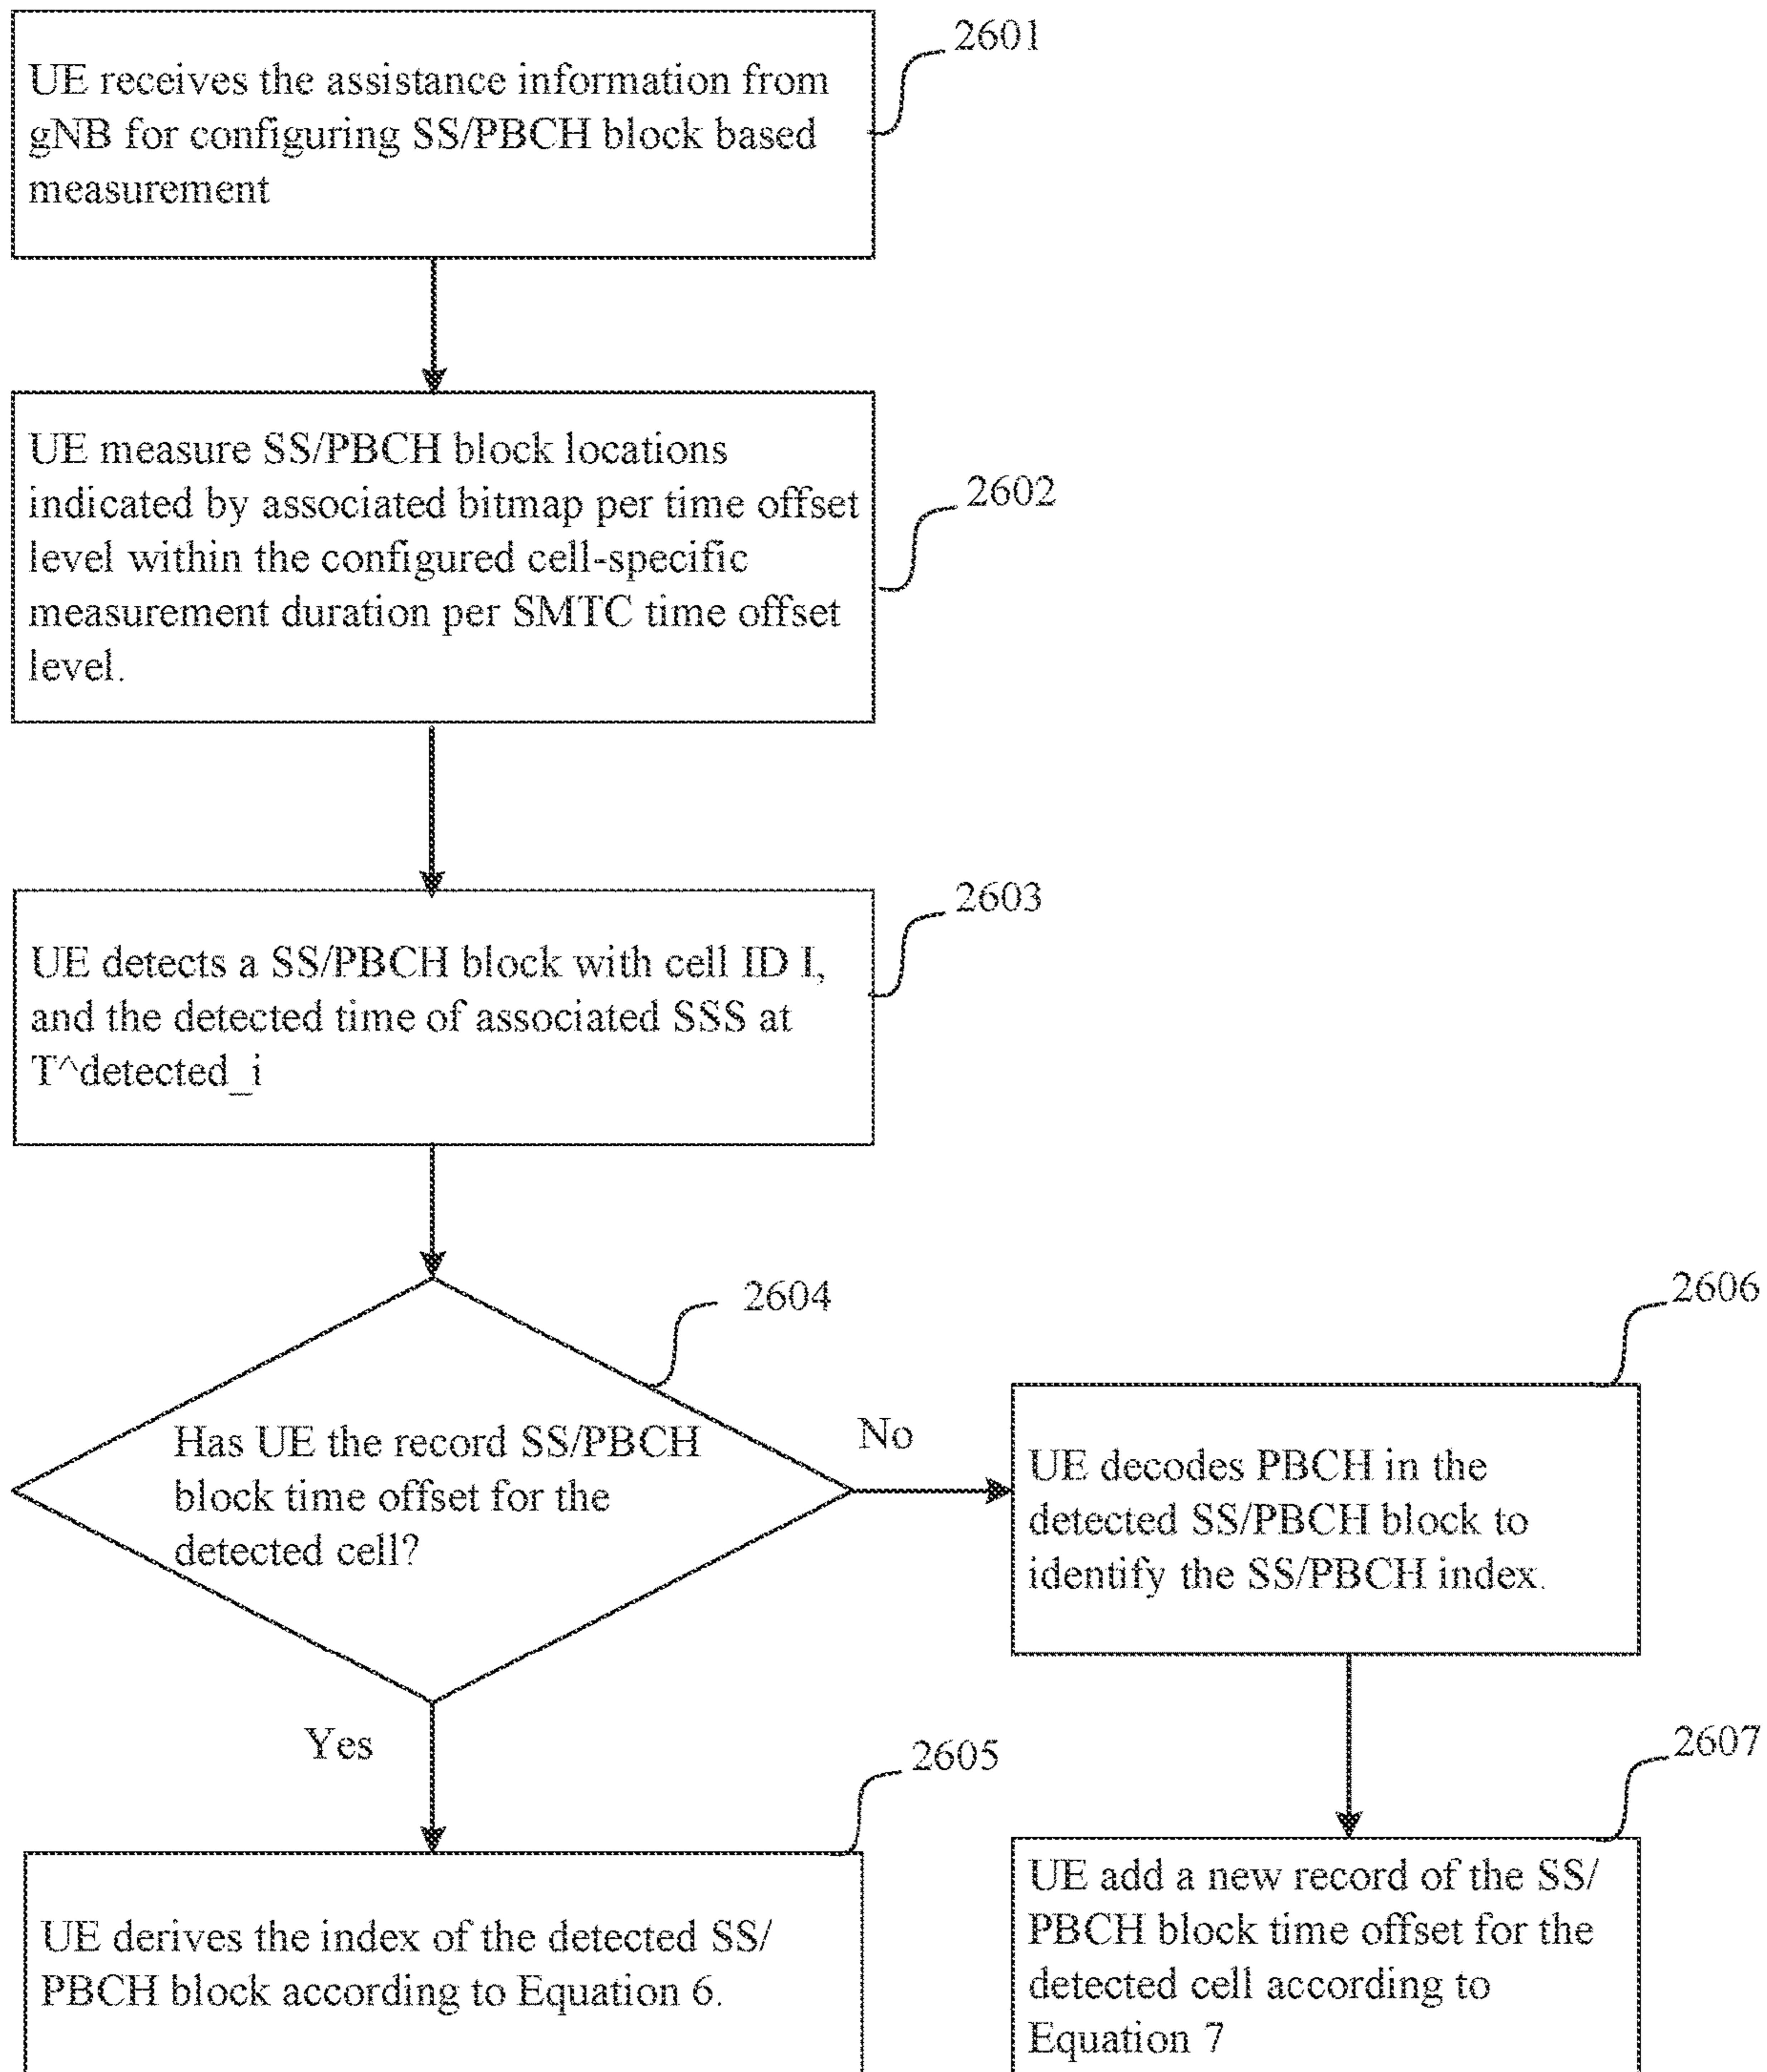 2601
UE receives the assistance information from
gNB for configuring SS/PBCH block based
measurement
UE measure SS/PBCH block locations
indicated by associated bitmap per time offset
level within the configured cell-specific
measurement duration per SMTC time offset
level.
2602
2603
UE detects a SS/PBCH block with cell ID I,
and the detected time of associated SSS at
T^detected_i
2604
Has UE the record SS/PBCH
block time offset for the
detected cell?
No
Yes
2606
UE decodes PBCH in the
detected SS/PBCH block to
identify the SS/PBCH index.
2605
UE derives the index of the detected SS/
PBCH block according to Equation 6.
2607
UE add a new record of the SS/
PBCH block time offset for the
detected cell according to
Equation 7